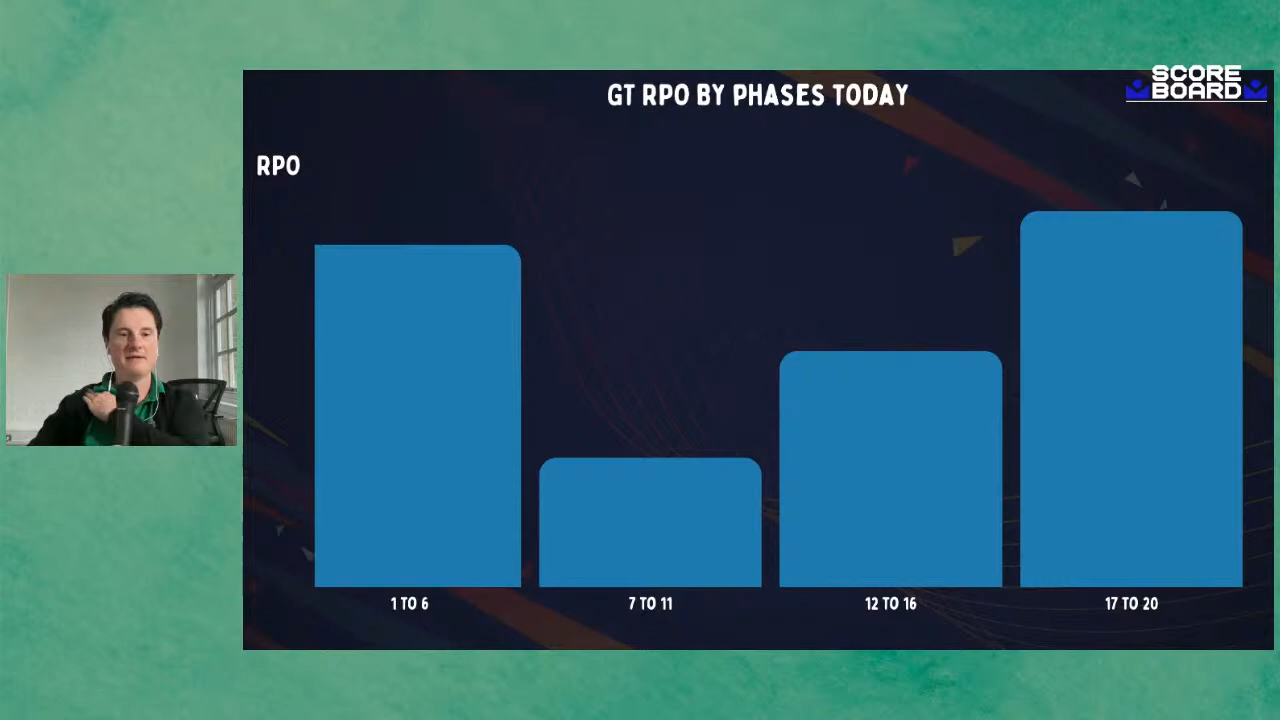 GT RPO BY PHASES TODAY
SCORE
BOARD
RPO
1 TO 6
7 TO 11
12 TO 16
17 TO 20